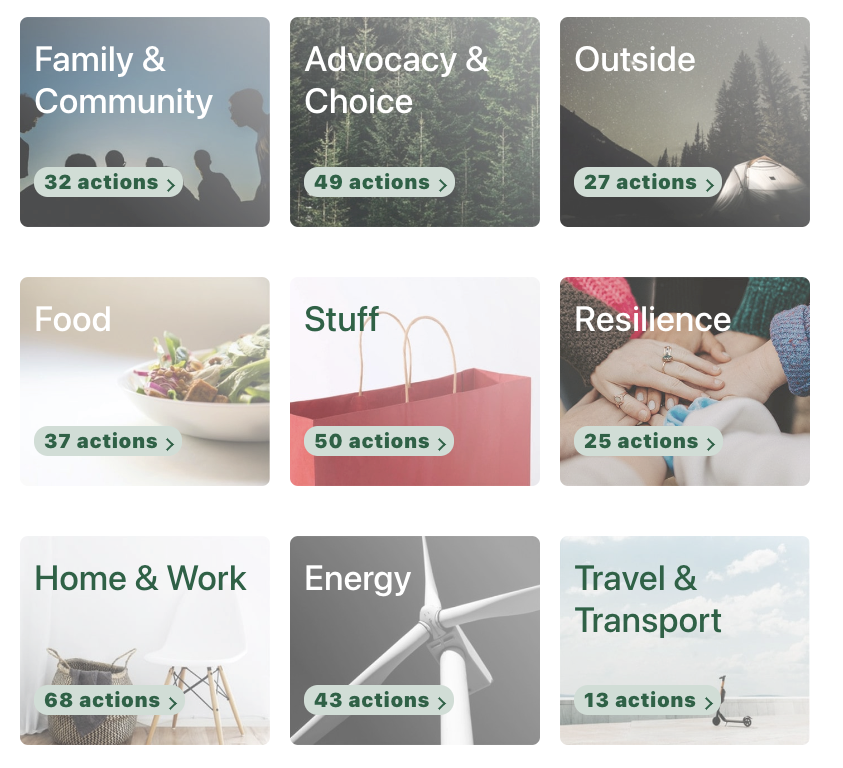 Family &
Community
32 actions >
Advocacy &
Choice
49 actions >
Outside
27 actions >
Food
37 actions >
Stuff
50 actions >
Resilience
25 actions >
Home & Work
68 actions >
Energy
43 actions >
Travel &
Transport
13 actions >